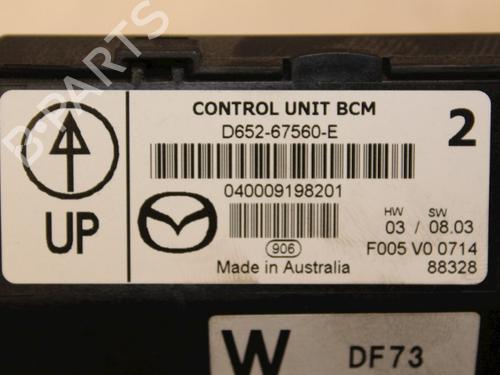 CONTROL UNIT BCM
D652-67560-E
2
040009198201
UP
HW SW
03 / 08.03
906
F005 V0 0714
Made in Australia
88328
W
DF73
B-PARTS